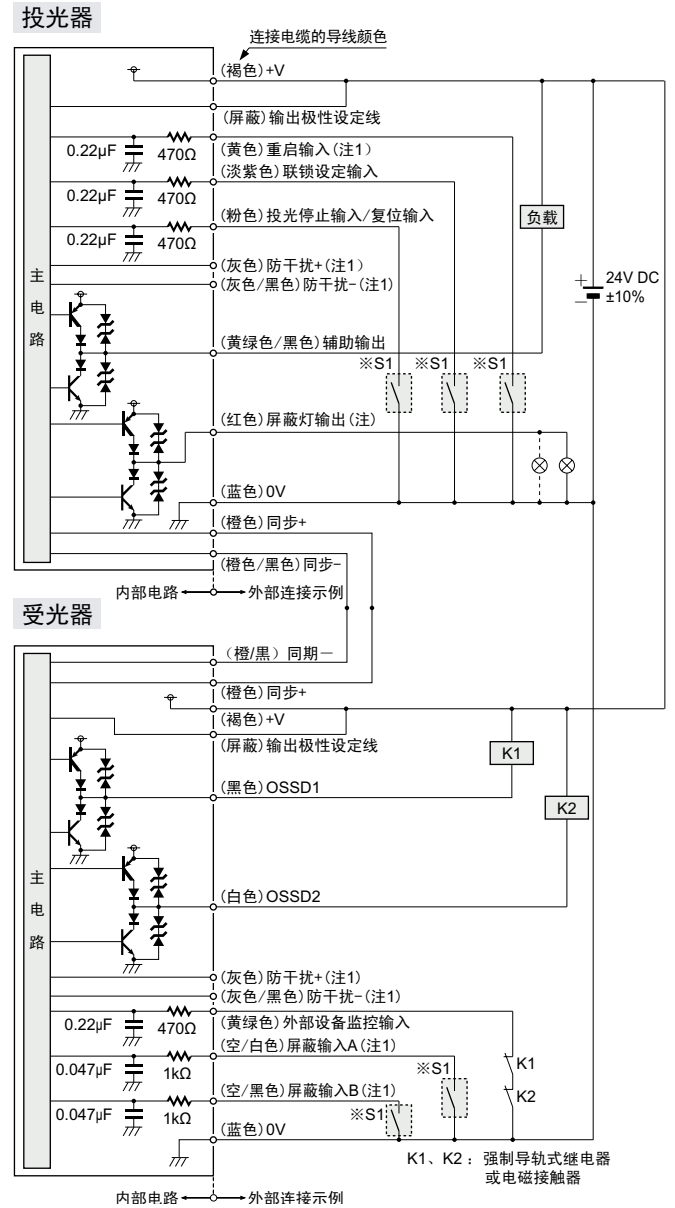 投光器
连接电缆的导线颜色
(褐色)+V
(屏蔽)输出极性设定线
0.22μF
470Ω
(黄色)重启输入(注1)
(淡紫色)联锁设定输入
0.22μF
470Ω
(粉色)投光停止输入/复位输入
0.22μF
470Ω
负载
(灰色)防干扰+(注1)
(灰色/黑色)防干扰-(注1)
+
24V DC
－
±10%
主
电
路
(黄绿色/黑色)辅助输出
※S1
※S1
※S1
(红色)屏蔽灯输出(注)
(蓝色)0V
(橙色)同步+
(橙色/黑色)同步-
内部电路
外部连接示例
受光器
（橙/黑）同期－
(橙色)同步+
(褐色)+V
(屏蔽)输出极性设定线
K1
(黑色)OSSD1
K2
主
电
路
(白色)OSSD2
(灰色)防干扰+(注1)
(灰色/黑色)防干扰-(注1)
0.22μF
470Ω
(黄绿色)外部设备监控输入
(空/白色)屏蔽输入A(注1)
0.047μF
1kΩ
※S1
K1
(空/黑色)屏蔽输入B(注1)
K2
0.047μF
1kΩ
※S1
(蓝色)0V
K1、K2 ：强制导轨式继电器
或电磁接触器
内部电路
外部连接示例